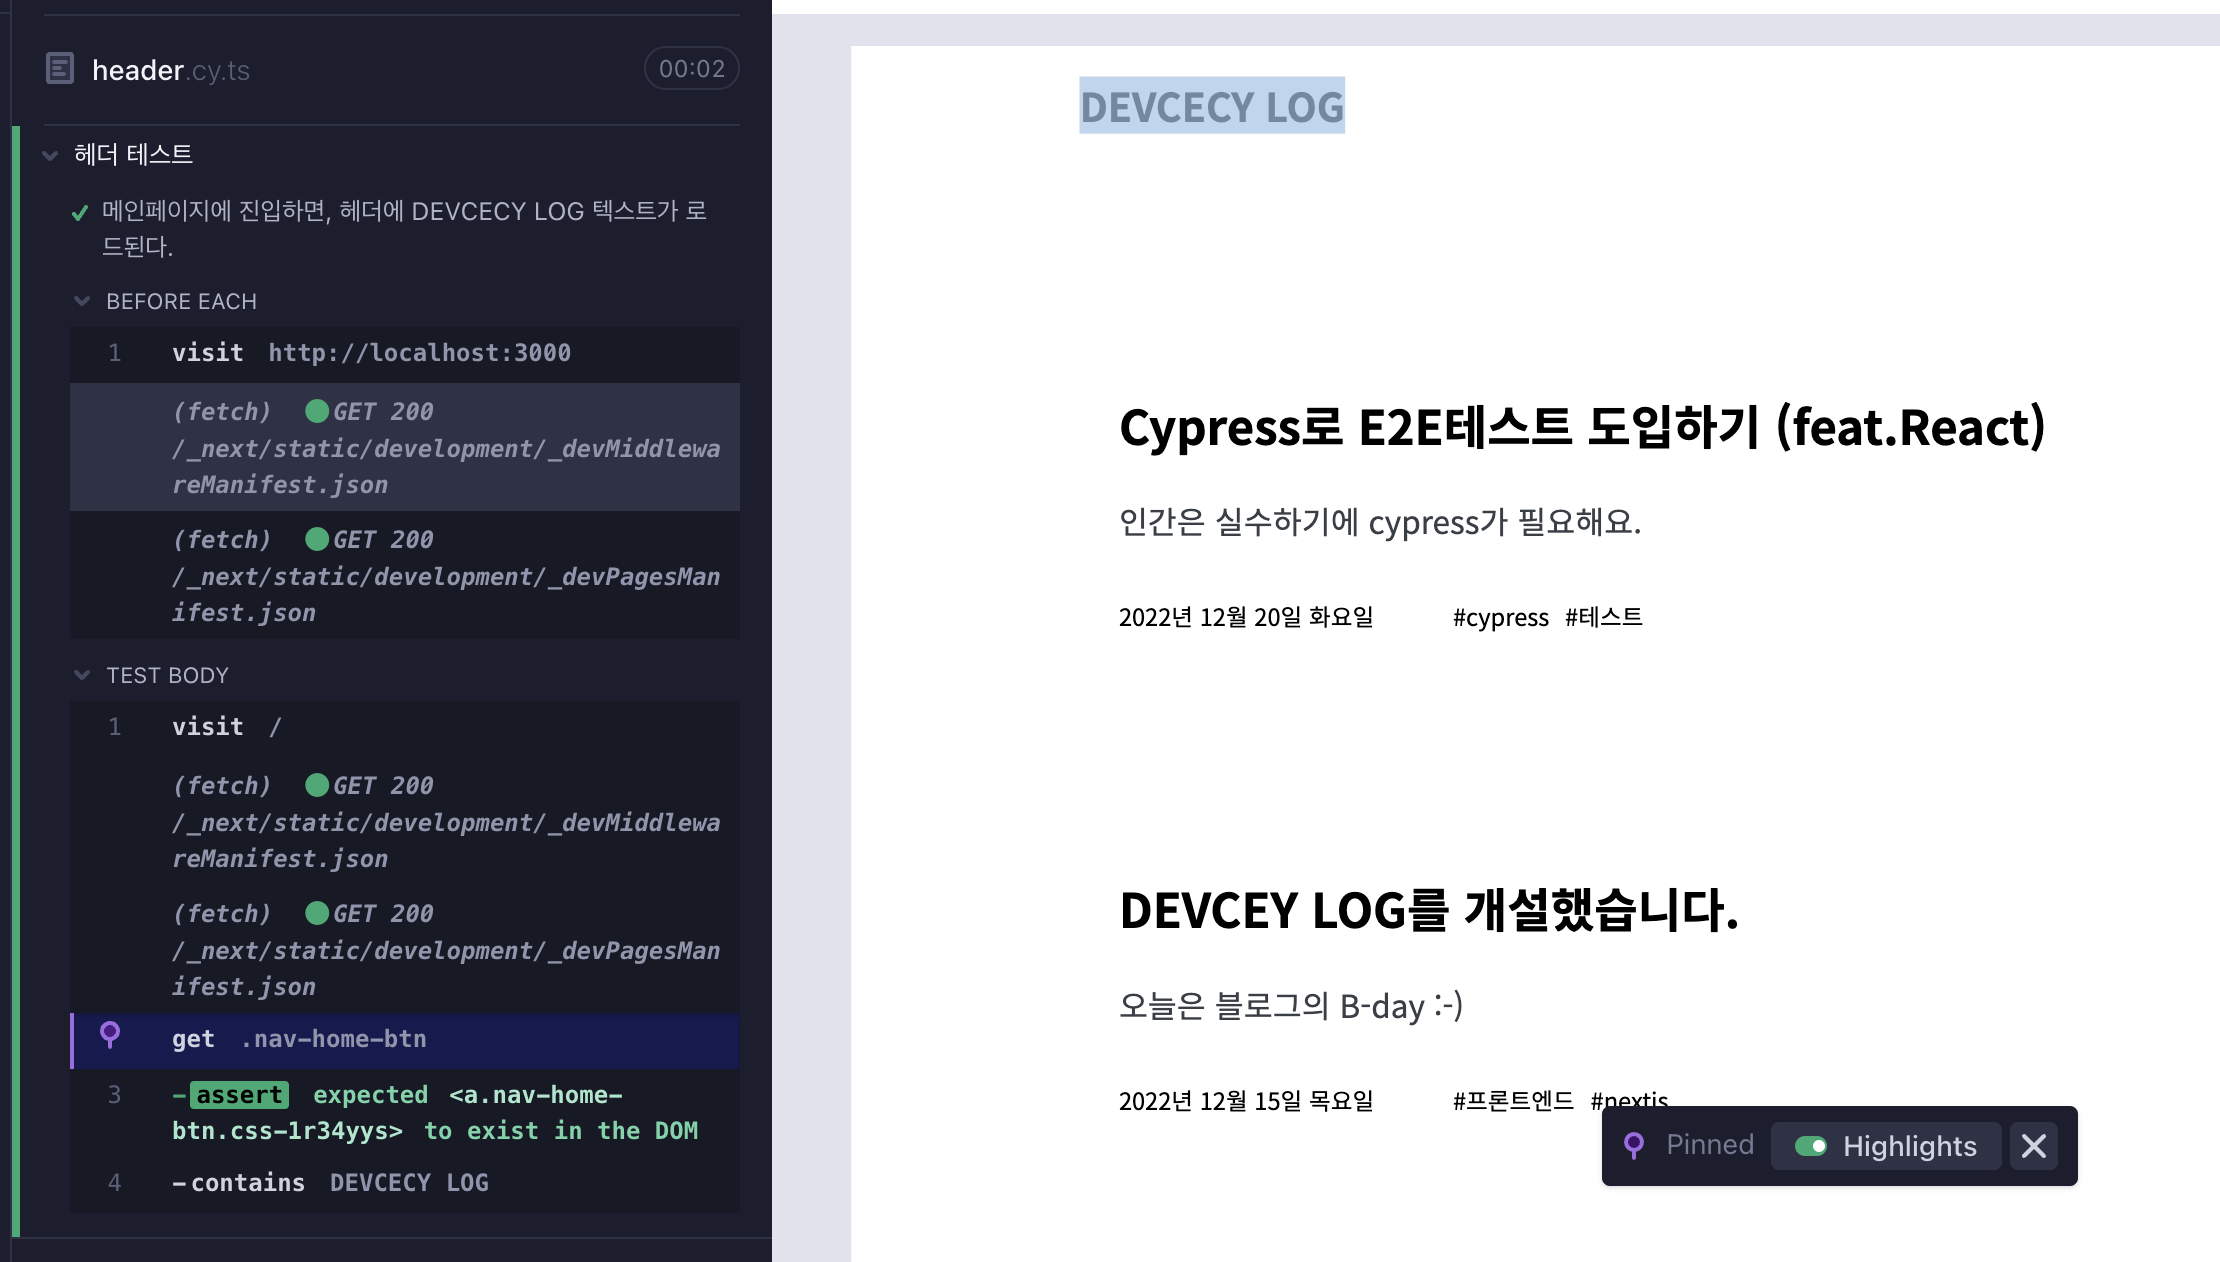 header.cy.ts
00:02
헤더 테스트
메인페이지에 진입하면, 헤더에 DEVCECY LOG 텍스트가 로
드된다.
BEFORE EACH
1 visit http://localhost:3000
(fetch) GET 200
/_next/static/development/_devMiddlewa
reManifest.json
(fetch) GET 200
/_next/static/development/_devPagesMan
ifest.json
TEST BODY
1 visit /
(fetch) GET 200
/_next/static/development/_devMiddlewa
reManifest.json
(fetch) GET 200
/_next/static/development/_devPagesMan
ifest.json
get .nav-home-btn
3 -assert expected <a.nav-home-
btn.css-1r34yys> to exist in the DOM
4 -contains DEVCECY LOG
DEVCECY LOG
Cypress로 E2E테스트 도입하기 (feat.React)
인간은 실수하기에 cypress가 필요해요.
2022년 12월 20일 화요일 #cypress #테스트
DEVCEY LOG를 개설했습니다.
오늘은 블로그의 B-day :-)
2022년 12월 15일 목요일 #프론트엔드 #nextjs
Pinned Highlights